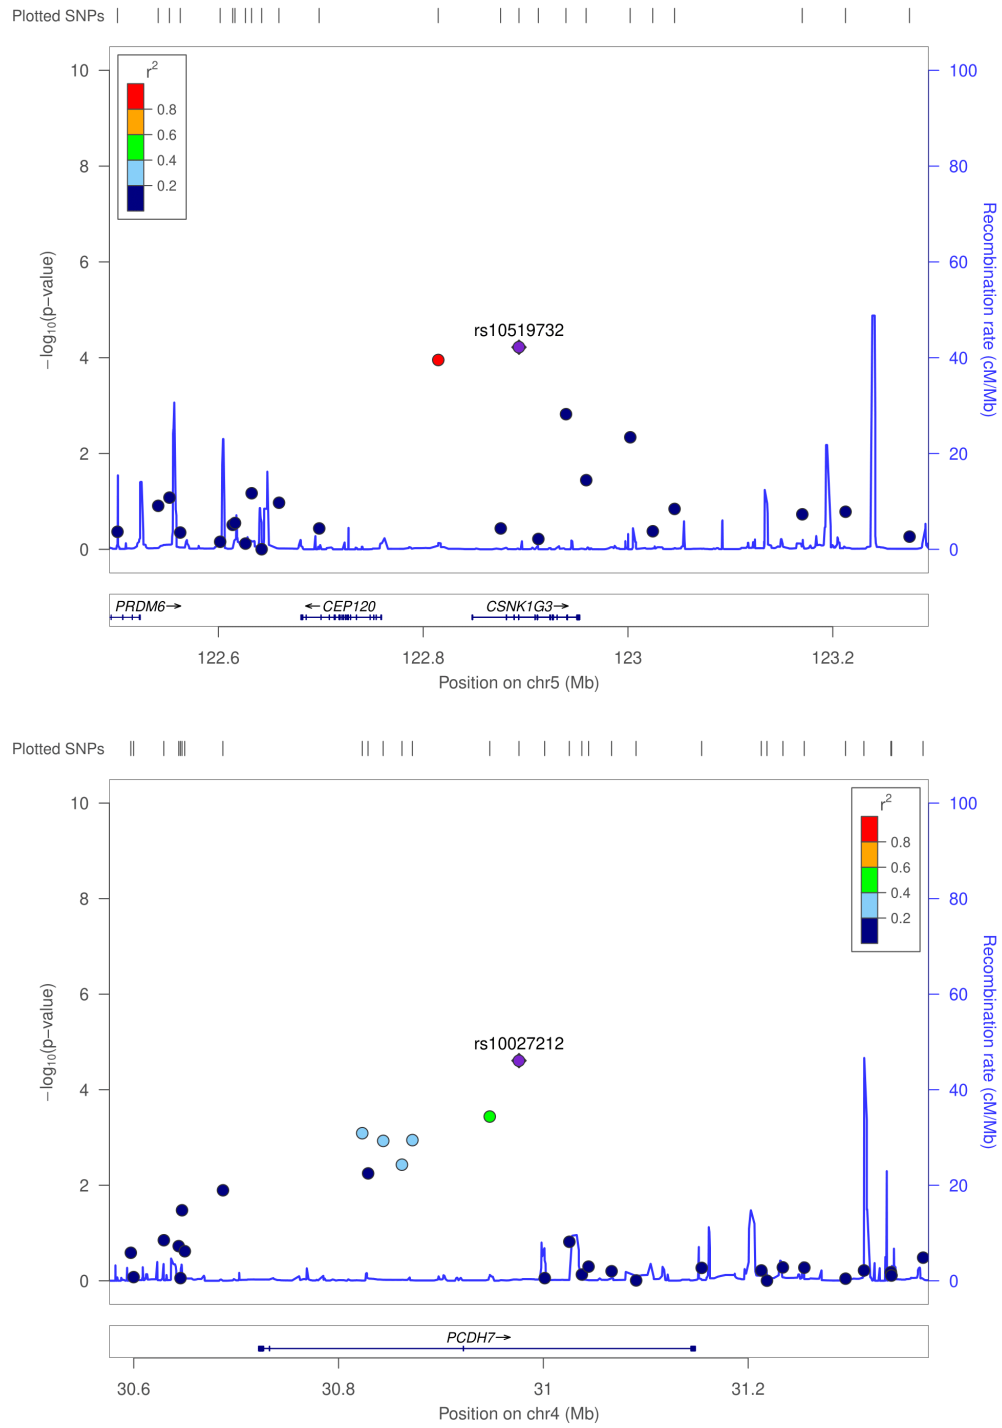 Plotted SNPs
10 100
r2
0.8
8 80
0.6
0.4
0.2
6 60
−log10(p−value)
Recombination rate (cM/Mb)
rs10519732
4 40
2 20
0 0
PRDM6→ ←CEP120 CSNK1G3→
122.6 122.8 123 123.2
Position on chr5 (Mb)
Plotted SNPs
10 100
r2
0.8
8 80
0.6
0.4
0.2
6 60
−log10(p−value)
Recombination rate (cM/Mb)
rs10027212
4 40
2 20
0 0
PCDH7→
30.6 30.8 31 31.2
Position on chr4 (Mb)